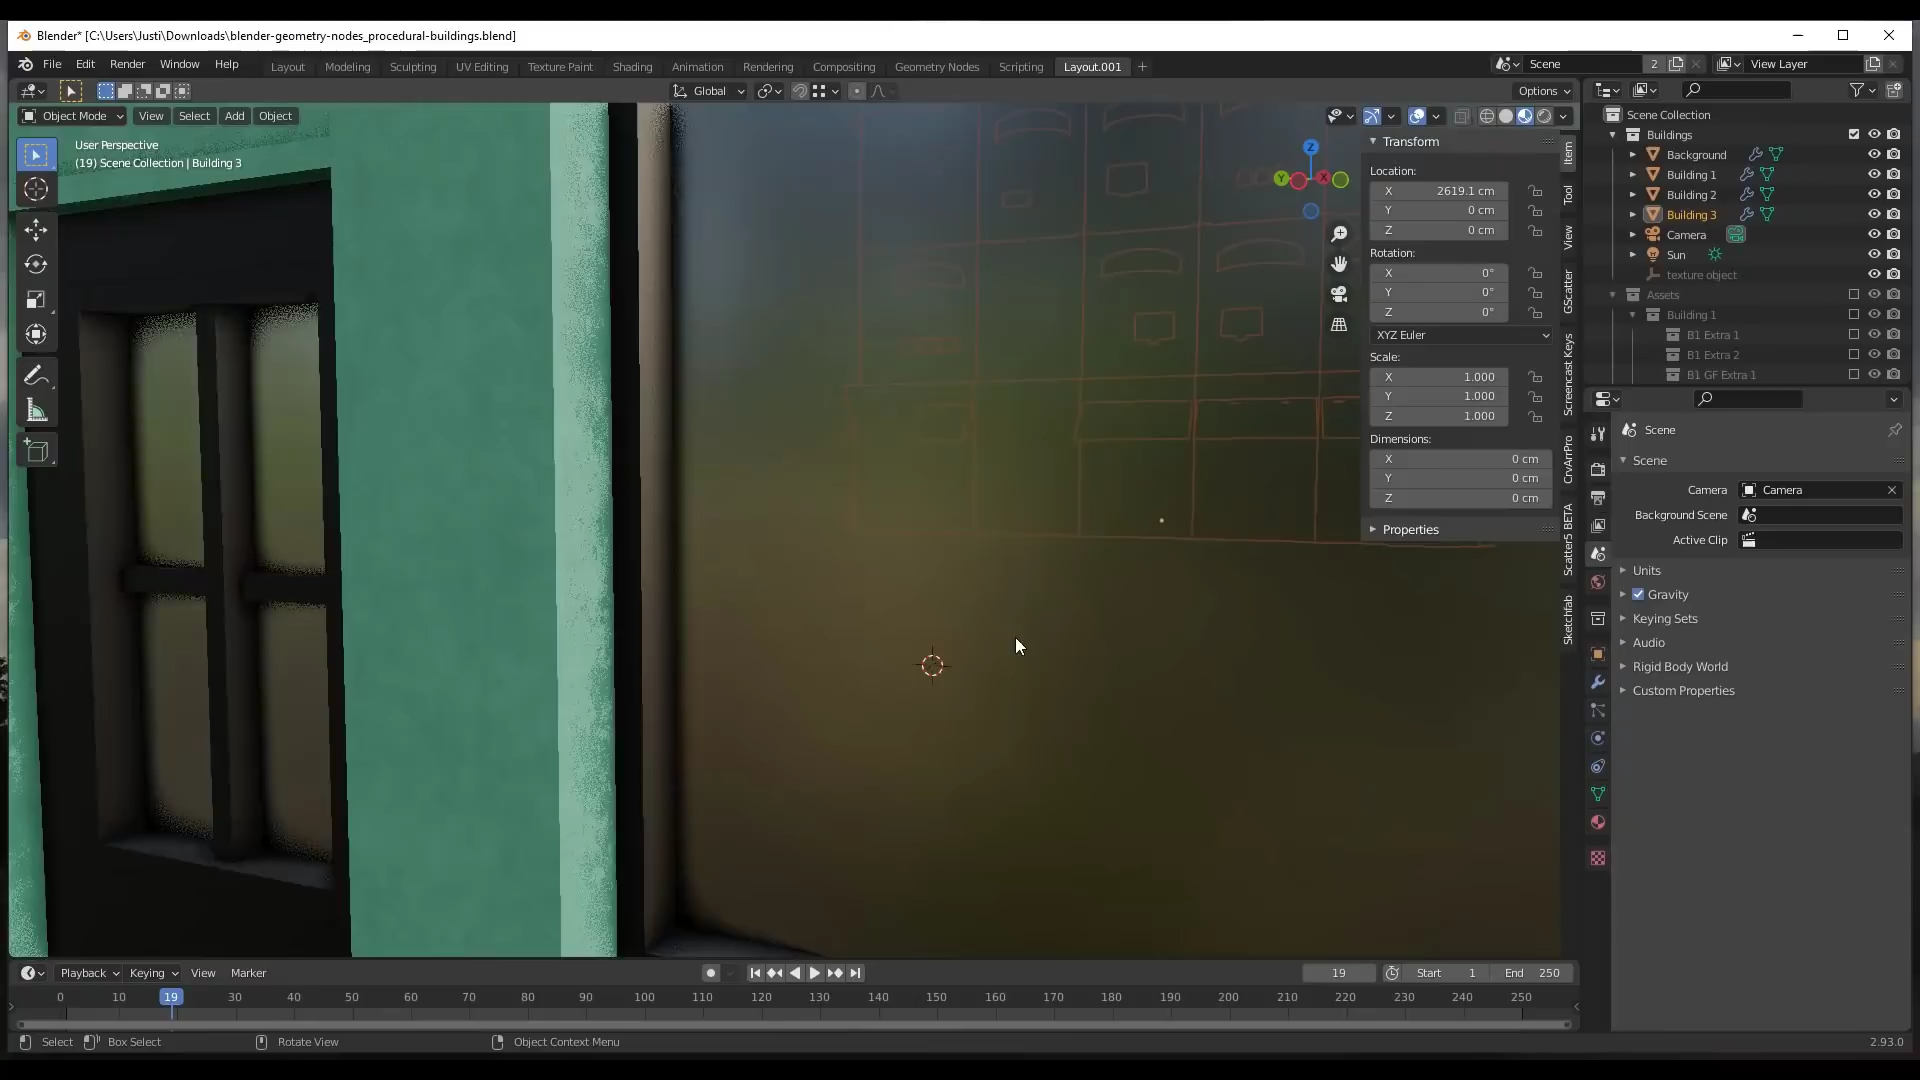 Blender* [C:\Users\Justi\Downloads\blender-geometry-nodes_procedural-buildings.blend]
File Edit Render Window Help
Layout Modeling Sculpting UV Editing Texture Paint Shading Animation Rendering Compositing Geometry Nodes Scripting Layout.001 +
Scene 2 View Layer
Global Options
Object Mode View Select Add Object
User Perspective
(19) Scene Collection | Building 3
Z
Y
X
Transform
Location:
X 2619.1 cm
Y 0 cm
Z 0 cm
Rotation:
X 0°
Y 0°
Z 0°
XYZ Euler
Scale:
X 1.000
Y 1.000
Z 1.000
Dimensions:
X 0 cm
Y 0 cm
Z 0 cm
Properties
Item
Tool
View
GScatter
Screencast Keys
CrvArrPro
Scatter5 BETA
Sketchfab
Scene Collection
Buildings
Background
Building 1
Building 2
Building 3
Camera
Sun
texture object
Assets
Building 1
B1 Extra 1
B1 Extra 2
B1 GF Extra 1
Scene
Scene
Camera Camera
Background Scene
Active Clip
Units
Gravity
Keying Sets
Audio
Rigid Body World
Custom Properties
Playback Keying View Marker
19 Start 1 End 250
0 10 19 30 40 50 60 70 80 90 100 110 120 130 140 150 160 170 180 190 200 210 220 230 240 250
Select Box Select Rotate View Object Context Menu 2.93.0